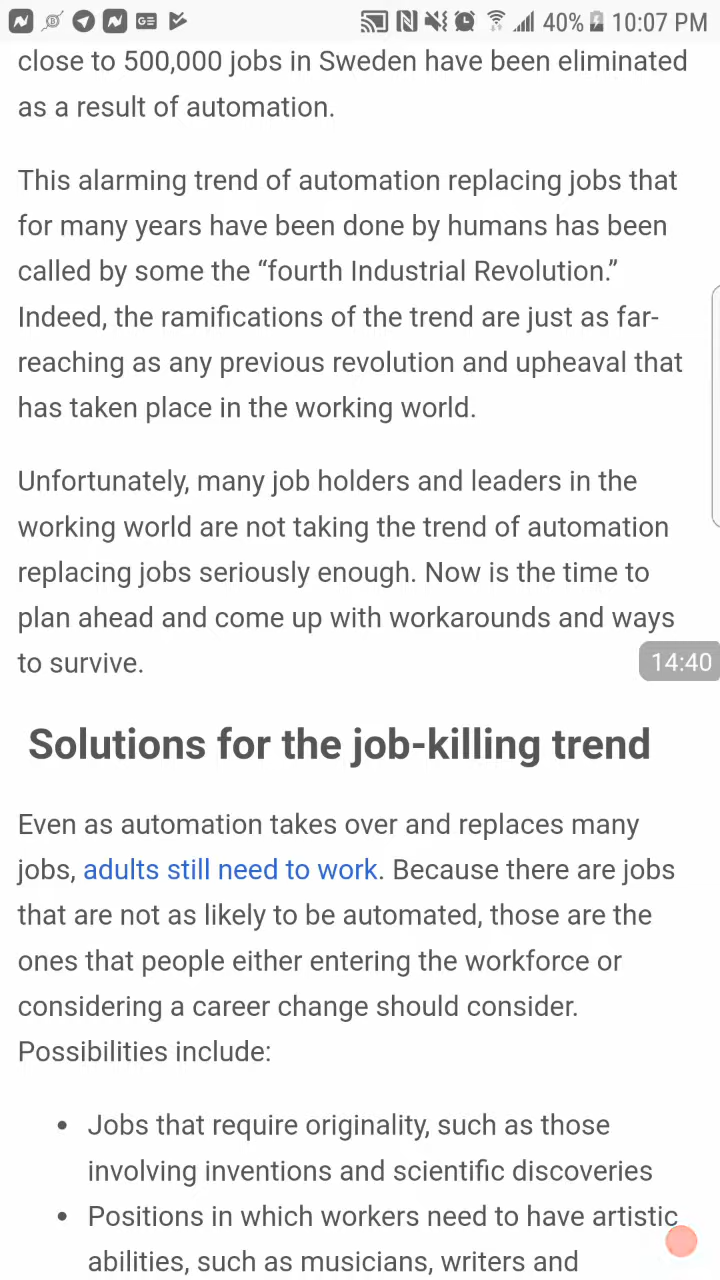 40% 10:07 PM
close to 500,000 jobs in Sweden have been eliminated
as a result of automation.
This alarming trend of automation replacing jobs that
for many years have been done by humans has been
called by some the “fourth Industrial Revolution.”
Indeed, the ramifications of the trend are just as far-
reaching as any previous revolution and upheaval that
has taken place in the working world.
Unfortunately, many job holders and leaders in the
working world are not taking the trend of automation
replacing jobs seriously enough. Now is the time to
plan ahead and come up with workarounds and ways
to survive.
14:40
Solutions for the job-killing trend
Even as automation takes over and replaces many
jobs, adults still need to work. Because there are jobs
that are not as likely to be automated, those are the
ones that people either entering the workforce or
considering a career change should consider.
Possibilities include:
• Jobs that require originality, such as those
involving inventions and scientific discoveries
• Positions in which workers need to have artistic
abilities, such as musicians, writers and